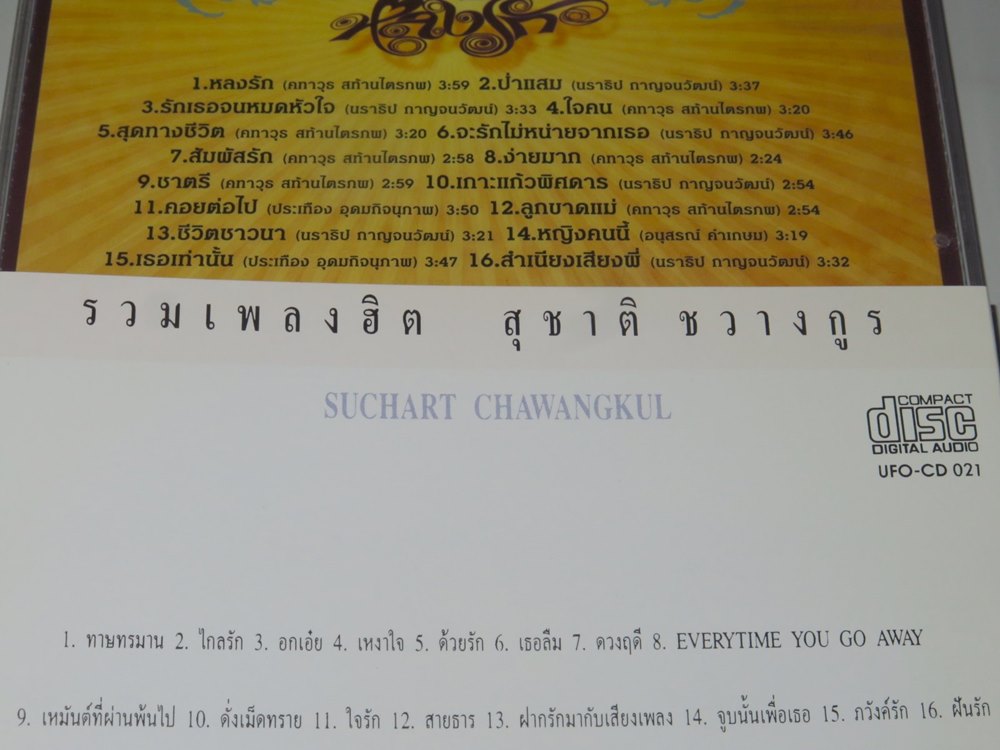 1.หลงรัก (คทาวุธ สท้านไตรภพ) 3:59 2.ป่าแสม (นราธิป กาญจนวัฒน์) 3:37
3.รักเธอจนหมดหัวใจ (นราธิป กาญจนวัฒน์) 3:33 4.ใจคน (คทาวุธ สท้านไตรภพ) 3:20
5.สุดทางชีวิต (คทาวุธ สท้านไตรภพ) 3:20 6.จะรักไม่หน่ายจากเธอ (นราธิป กาญจนวัฒน์) 3:46
7.สัมพัสรัก (คทาวุธ สท้านไตรภพ) 2:58 8.ง่ายมาก (คทาวุธ สท้านไตรภพ) 2:24
9.ชาตรี (คทาวุธ สท้านไตรภพ) 2:59 10.เกาะแก้วพิศดาร (นราธิป กาญจนวัฒน์) 2:54
11.คอยต่อไป (ประเทือง อุดมกิจนุภาพ) 3:50 12.ลูกขาดแม่ (คทาวุธ สท้านไตรภพ) 2:54
13.ชีวิตชาวนา (นราธิป กาญจนวัฒน์) 3:21 14.หญิงคนนี้ (อนุสรณ์ คำเกษม) 3:19
15.เธอเท่านั้น (ประเทือง อุดมกิจนุภาพ) 3:47 16.สำเนียงเสียงพี่ (นราธิป กาญจนวัฒน์) 3:32
รวมเพลงฮิต สุชาติ ชวางกูร
SUCHART CHAWANGKUL
COMPACT
disc
DIGITAL AUDIO
UFO-CD 021
1. ทาษทรมาน 2. ไกลรัก 3. อกเอ๋ย 4. เหงาใจ 5. ด้วยรัก 6. เธอลืม 7. ดวงฤดี 8. EVERYTIME YOU GO AWAY
9. เหมันต์ที่ผ่านพ้นไป 10. ดั่งเม็ดทราย 11. ใจรัก 12. สายธาร 13. ฝากรักมากับเสียงเพลง 14. จูบนั้นเพื่อเธอ 15. ภวังค์รัก 16. ฝันรัก